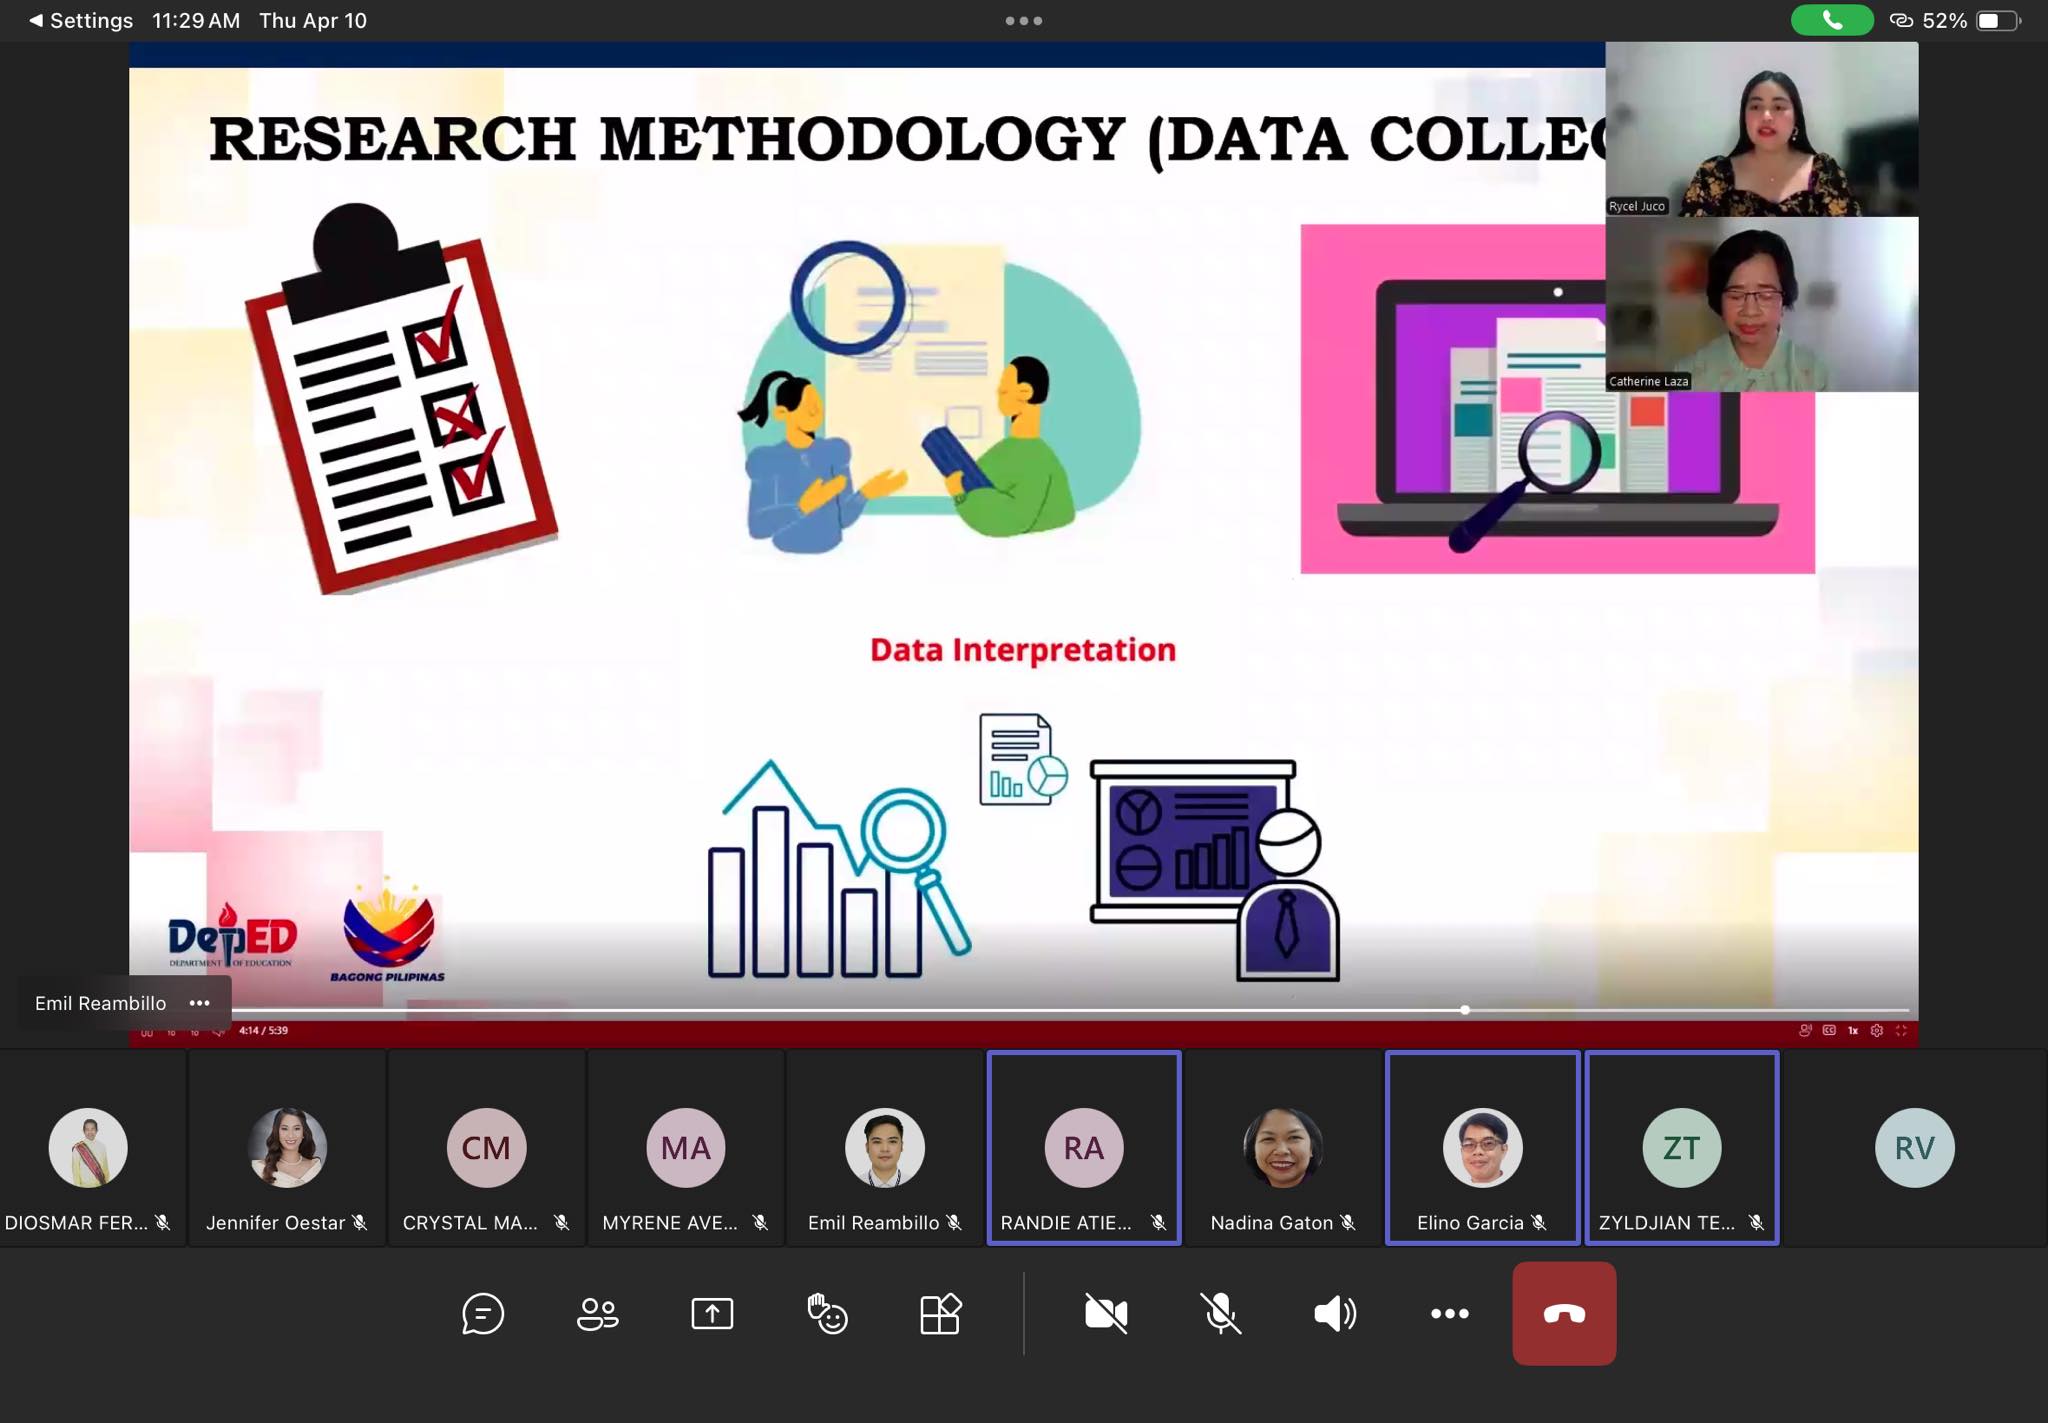 Settings 11:29 AM Thu Apr 10
52%
RESEARCH METHODOLOGY (DATA COLLEC
Rycel Juco
Catherine Laza
Data Interpretation
DepED
DEPARTMENT OF EDUCATION
BAGONG PILIPINAS
Emil Reambillo
4:14 / 5:39
1x
CM
MA
RA
ZT
RV
DIOSMAR FER...
Jennifer Oestar
CRYSTAL MA...
MYRENE AVE...
Emil Reambillo
RANDIE ATIE...
Nadina Gaton
Elino Garcia
ZYLDJIAN TE...